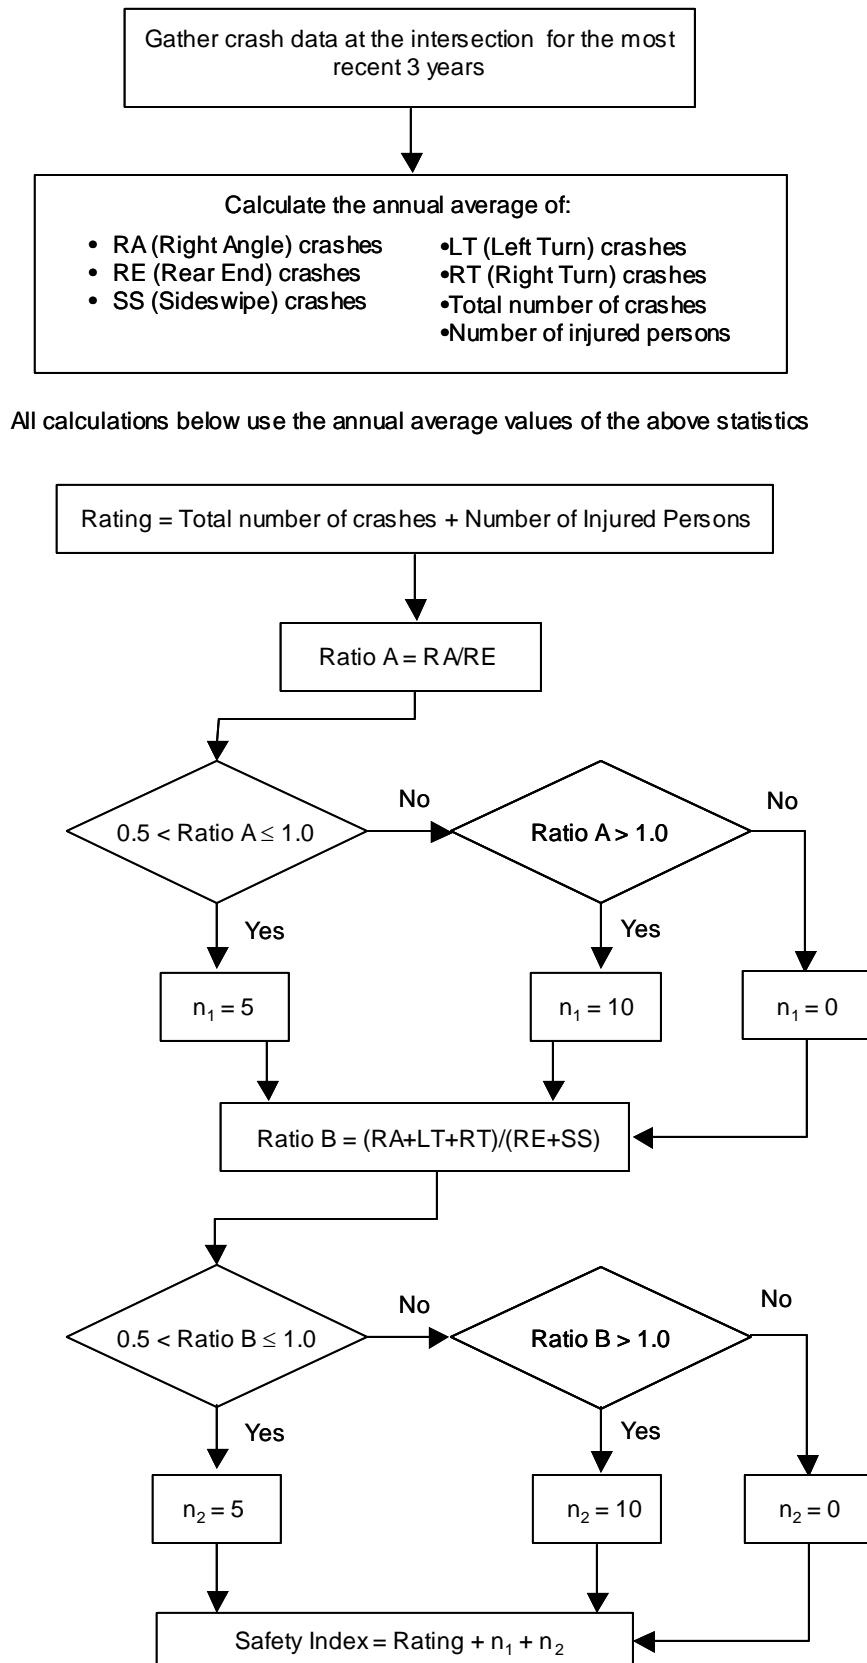 Gather crash data at the intersection for the most
recent 3 years
Calculate the annual average of:
• RA (Right Angle) crashes
• RE (Rear End) crashes
• SS (Sideswipe) crashes
•LT (Left Turn) crashes
•RT (Right Turn) crashes
•Total number of crashes
•Number of injured persons
All calculations below use the annual average values of the above statistics
Rating = Total number of crashes + Number of Injured Persons
Ratio A = RA/RE
0.5 < Ratio A ≤ 1.0
No
Ratio A > 1.0
No
Yes
Yes
n₁ = 5
n₁ = 10
n₁ = 0
Ratio B = (RA+LT+RT)/(RE+SS)
0.5 < Ratio B ≤ 1.0
No
Ratio B > 1.0
No
Yes
Yes
n₂ = 5
n₂ = 10
n₂ = 0
Safety Index = Rating + n₁ + n₂